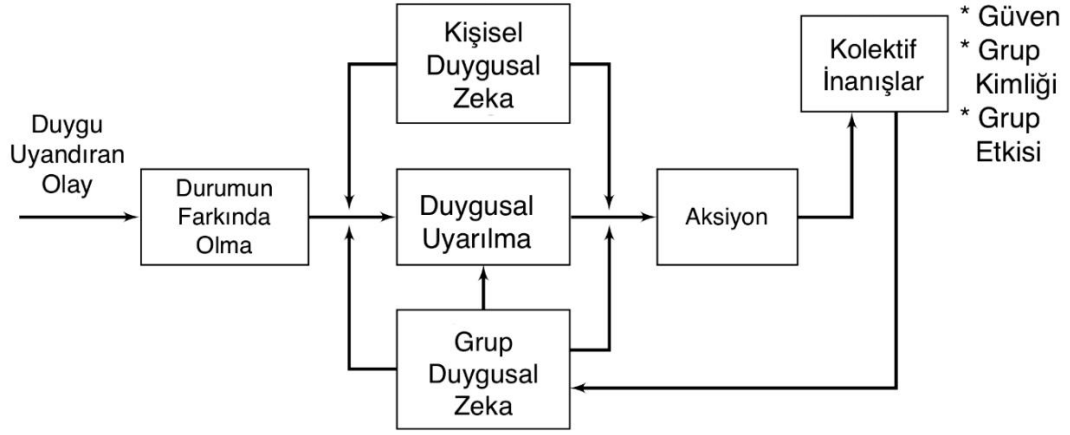 Duygu
Uyandıran
Olay
Durumun
Farkında
Olma
Kişisel
Duygusal
Zeka
Duygusal
Uyarılma
Grup
Duygusal
Zeka
Aksiyon
Kolektif
İnanışlar
* Güven
* Grup
Kimliği
* Grup
Etkisi